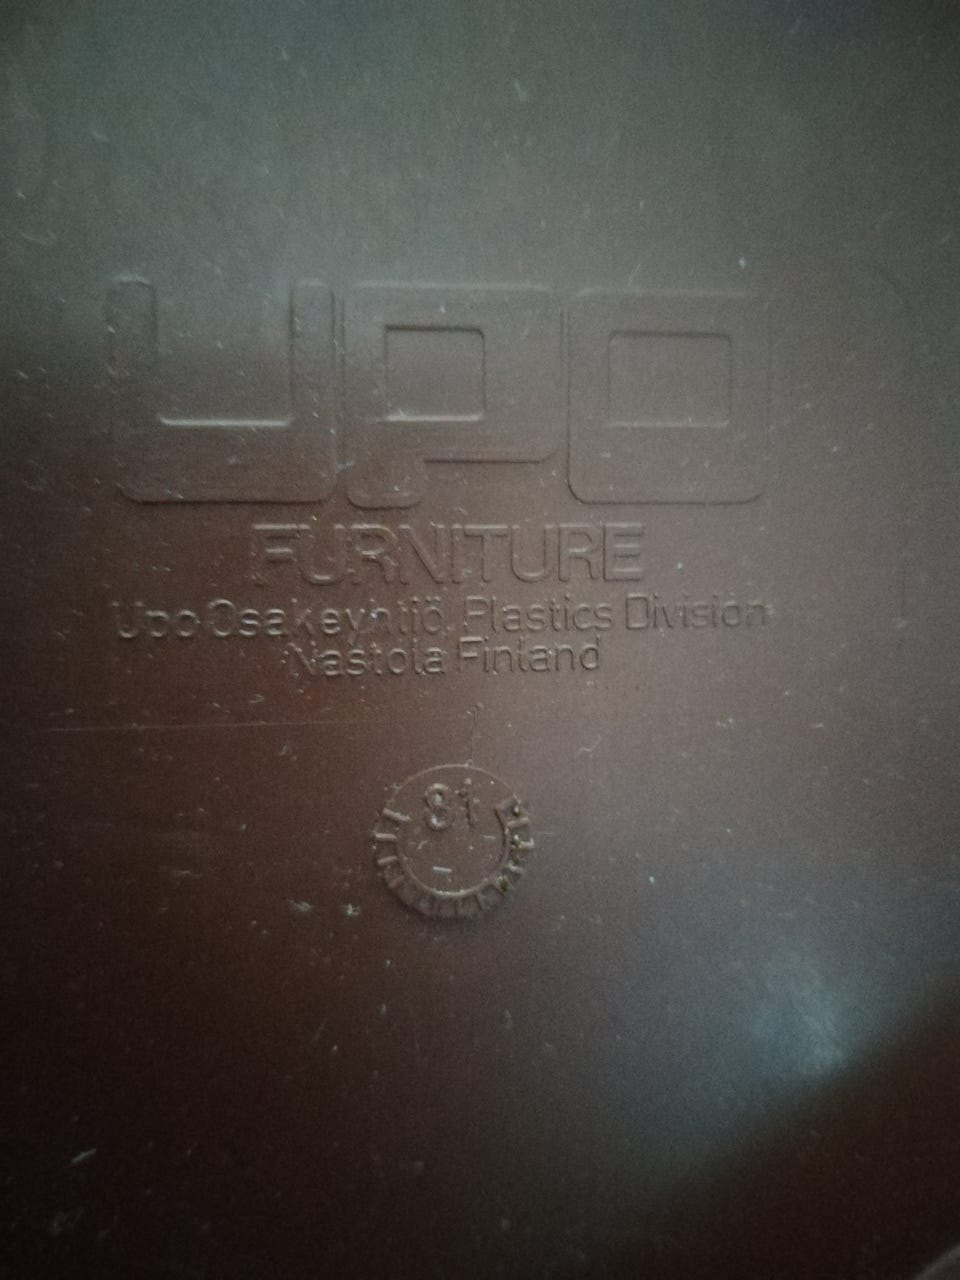 upo
FURNITURE
Upo Osakeyhtiö, Plastics Division
Nastola Finland
81